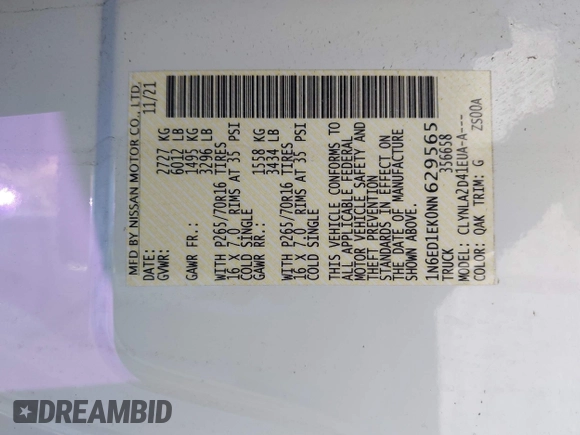 MFD BY NISSAN MOTOR CO., LTD.
DATE: 11/21
GVWR: 2727 KG
6012 LB
GAWR FR.: 1495 KG
3296 LB
WITH P265/70R16 TIRES
16 X 7.0 RIMS AT 35 PSI
COLD SINGLE
GAWR RR.: 1558 KG
3434 LB
WITH P265/70R16 TIRES
16 X 7.0 RIMS AT 35 PSI
COLD SINGLE
THIS VEHICLE CONFORMS TO
ALL APPLICABLE FEDERAL
MOTOR VEHICLE SAFETY AND
THEFT PREVENTION
STANDARDS IN EFFECT ON
THE DATE OF MANUFACTURE
SHOWN ABOVE.
1N6ED1EK0NN629565
TRUCK 356658
MODEL: CLYNLAZD41EUA-A---
COLOR: QAK TRIM: G ZS00A
DREAMBID